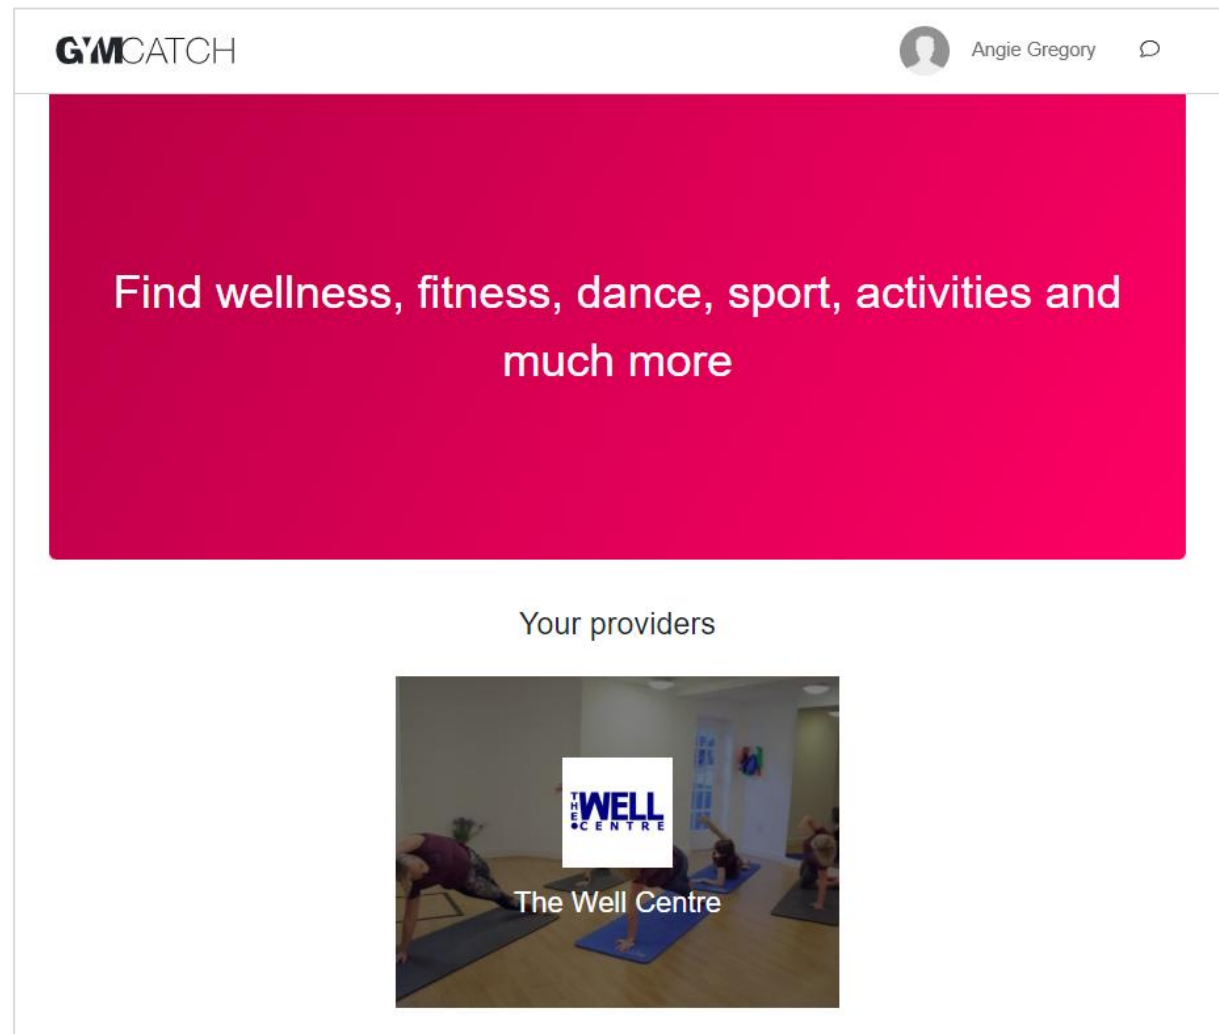 GYMCATCH
Angie Gregory
Find wellness, fitness, dance, sport, activities and
much more
Your providers
THE WELL
CENTRE
The Well Centre